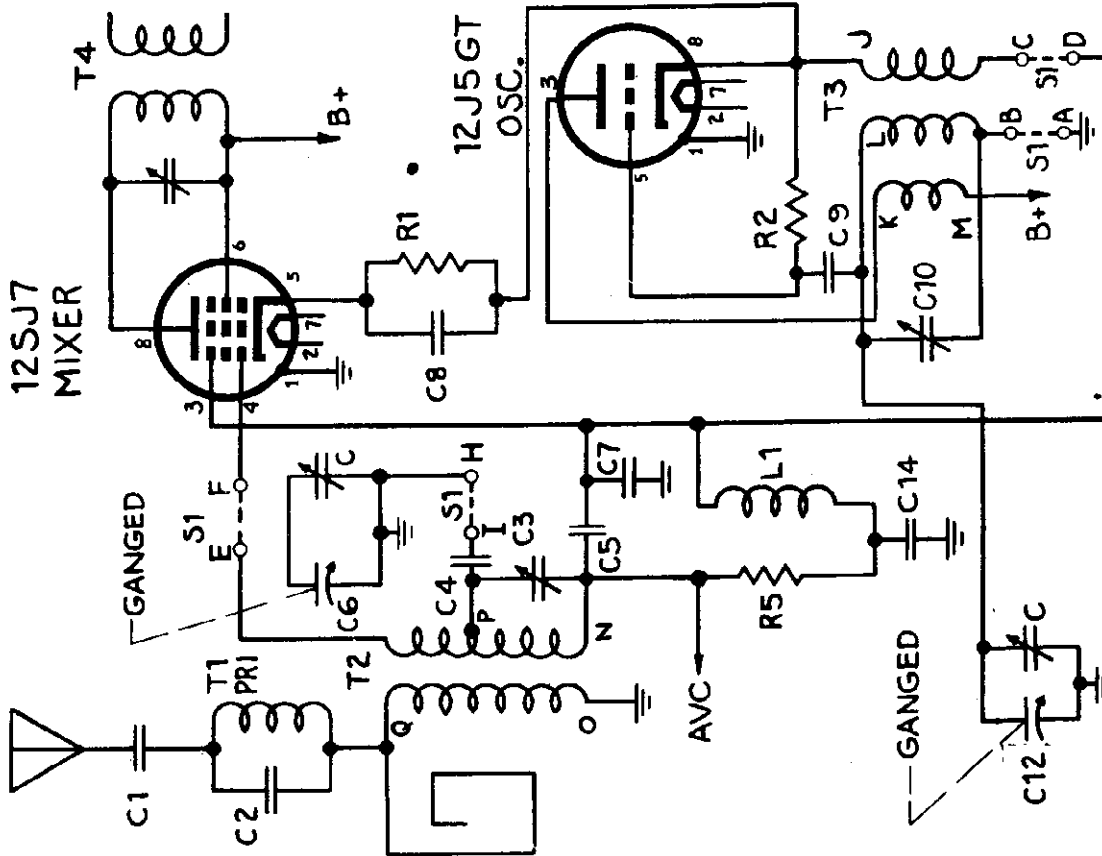 12SJ7
MIXER
T4
8
3
4
6
5
1
2
7
B+
12J5GT
OSC.
3
5
8
1
2
7
GANGED
S1
E
F
C6
C
C8
R1
T1
PRI
T2
C1
C2
Q
O
C4
P
I
S1
H
C3
N
C5
C7
L1
R5
C14
AVC
R2
C9
C10
K
M
L
J
T3
B+
B
S1
A
C
S1
D
GANGED
C12
C